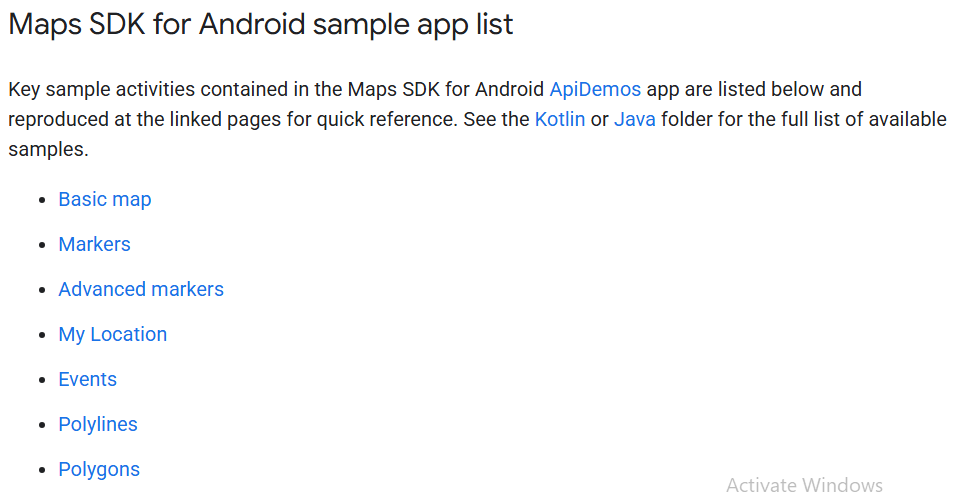 Maps SDK for Android sample app list
Key sample activities contained in the Maps SDK for Android ApiDemos app are listed below and
reproduced at the linked pages for quick reference. See the Kotlin or Java folder for the full list of available
samples.
• Basic map
• Markers
• Advanced markers
• My Location
• Events
• Polylines
• Polygons
Activate Windows